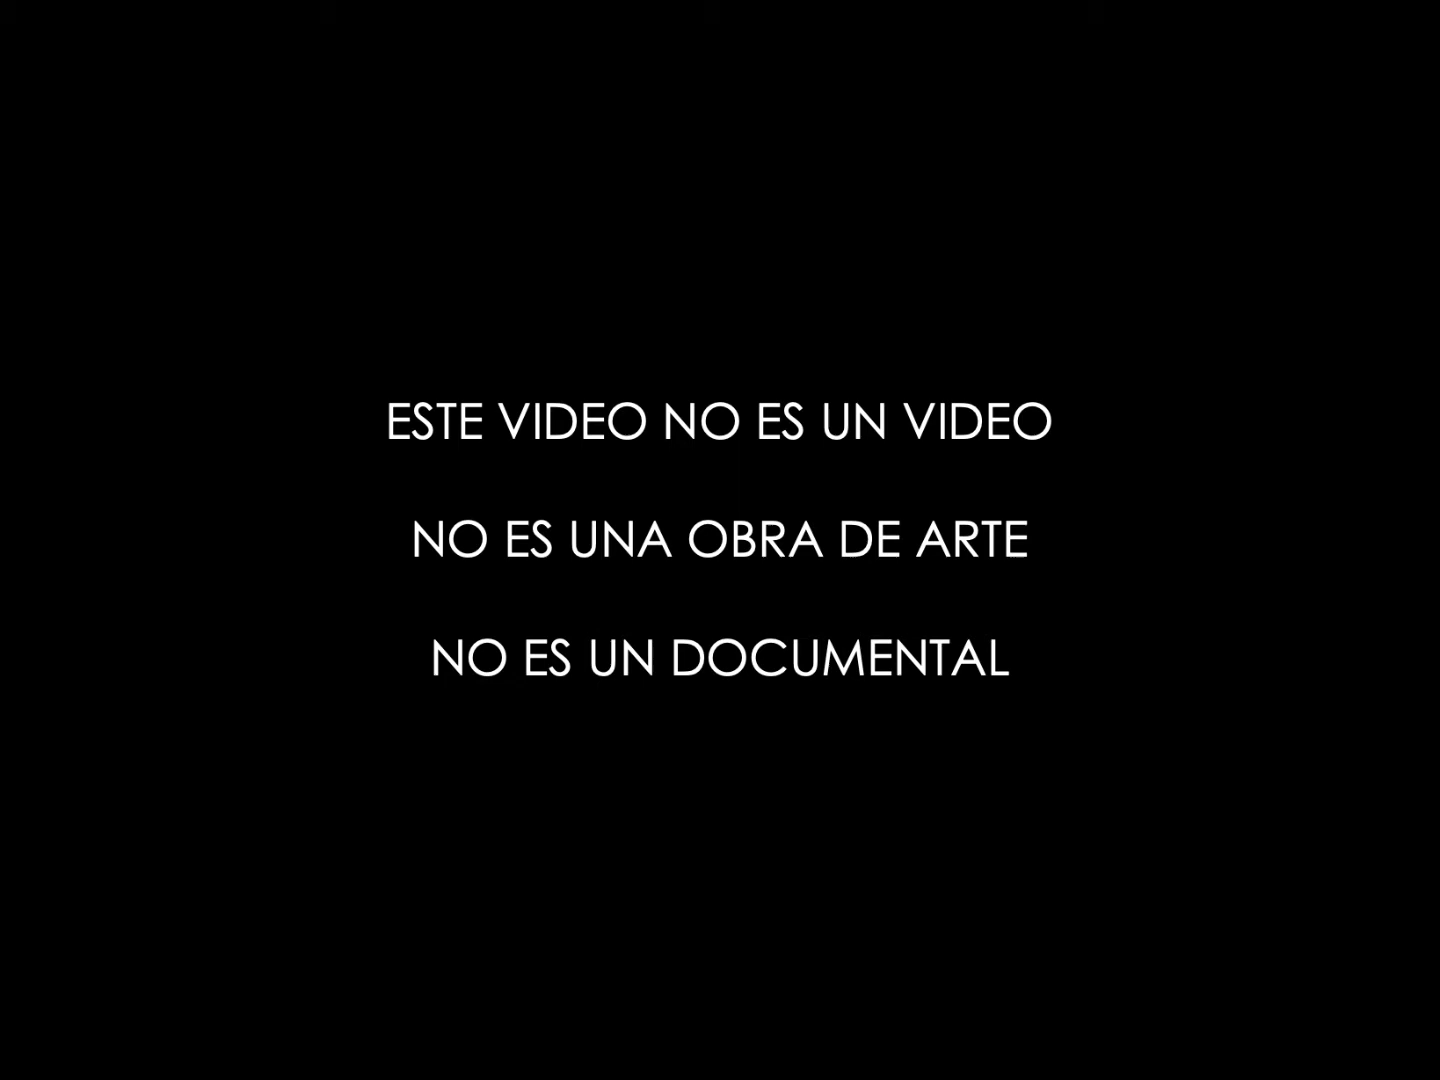 ESTE VIDEO NO ES UN VIDEO
NO ES UNA OBRA DE ARTE
NO ES UN DOCUMENTAL